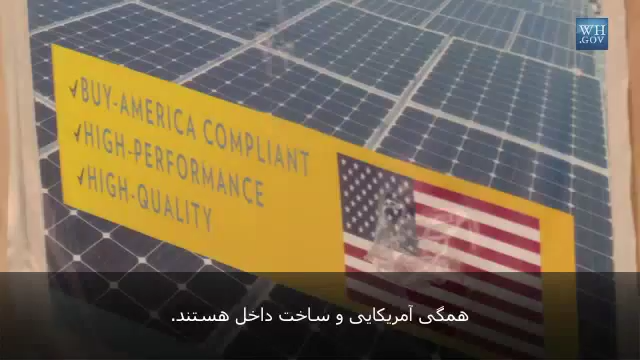 WH
.GOV
✓BUY-AMERICA COMPLIANT
✓HIGH-PERFORMANCE
✓HIGH-QUALITY
همگی آمریکایی و ساخت داخل هستند.